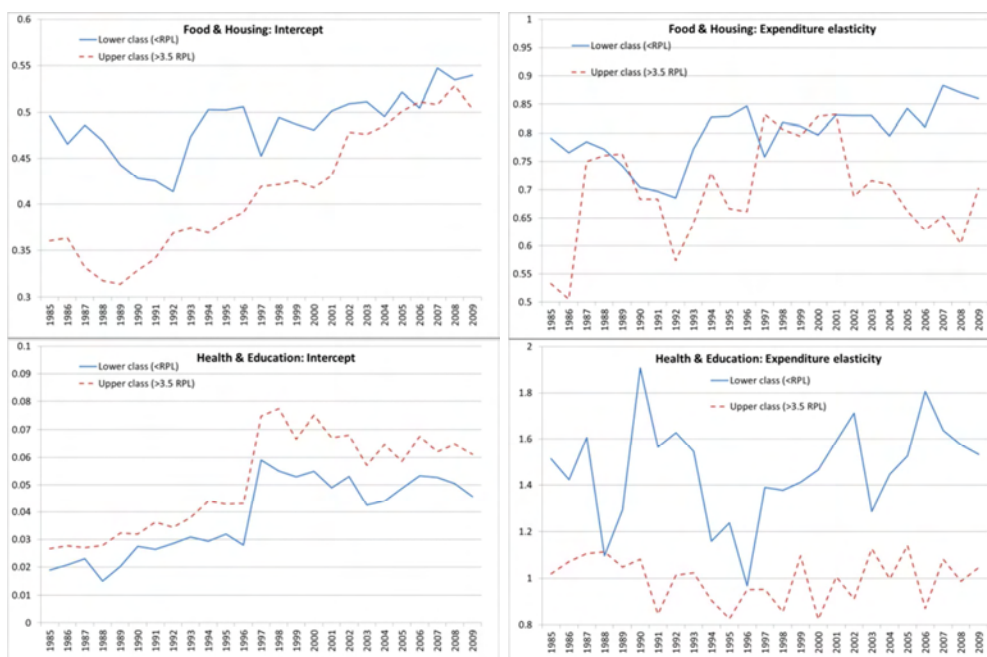 Food & Housing: Intercept
Lower class (<RPL)
Upper class (>3.5 RPL)
0.6
0.55
0.5
0.45
0.4
0.35
0.3
1985 1986 1987 1988 1989 1990 1991 1992 1993 1994 1995 1996 1997 1998 1999 2000 2001 2002 2003 2004 2005 2006 2007 2008 2009
Food & Housing: Expenditure elasticity
Lower class (<RPL)
Upper class (>3.5 RPL)
1
0.95
0.9
0.85
0.8
0.75
0.7
0.65
0.6
0.55
0.5
1985 1986 1987 1988 1989 1990 1991 1992 1993 1994 1995 1996 1997 1998 1999 2000 2001 2002 2003 2004 2005 2006 2007 2008 2009
Health & Education: Intercept
Lower class (<RPL)
Upper class (>3.5 RPL)
0.1
0.09
0.08
0.07
0.06
0.05
0.04
0.03
0.02
0.01
0
1985 1986 1987 1988 1989 1990 1991 1992 1993 1994 1995 1996 1997 1998 1999 2000 2001 2002 2003 2004 2005 2006 2007 2008 2009
Health & Education: Expenditure elasticity
Lower class (<RPL)
Upper class (>3.5 RPL)
2
1.8
1.6
1.4
1.2
1
0.8
1985 1986 1987 1988 1989 1990 1991 1992 1993 1994 1995 1996 1997 1998 1999 2000 2001 2002 2003 2004 2005 2006 2007 2008 2009